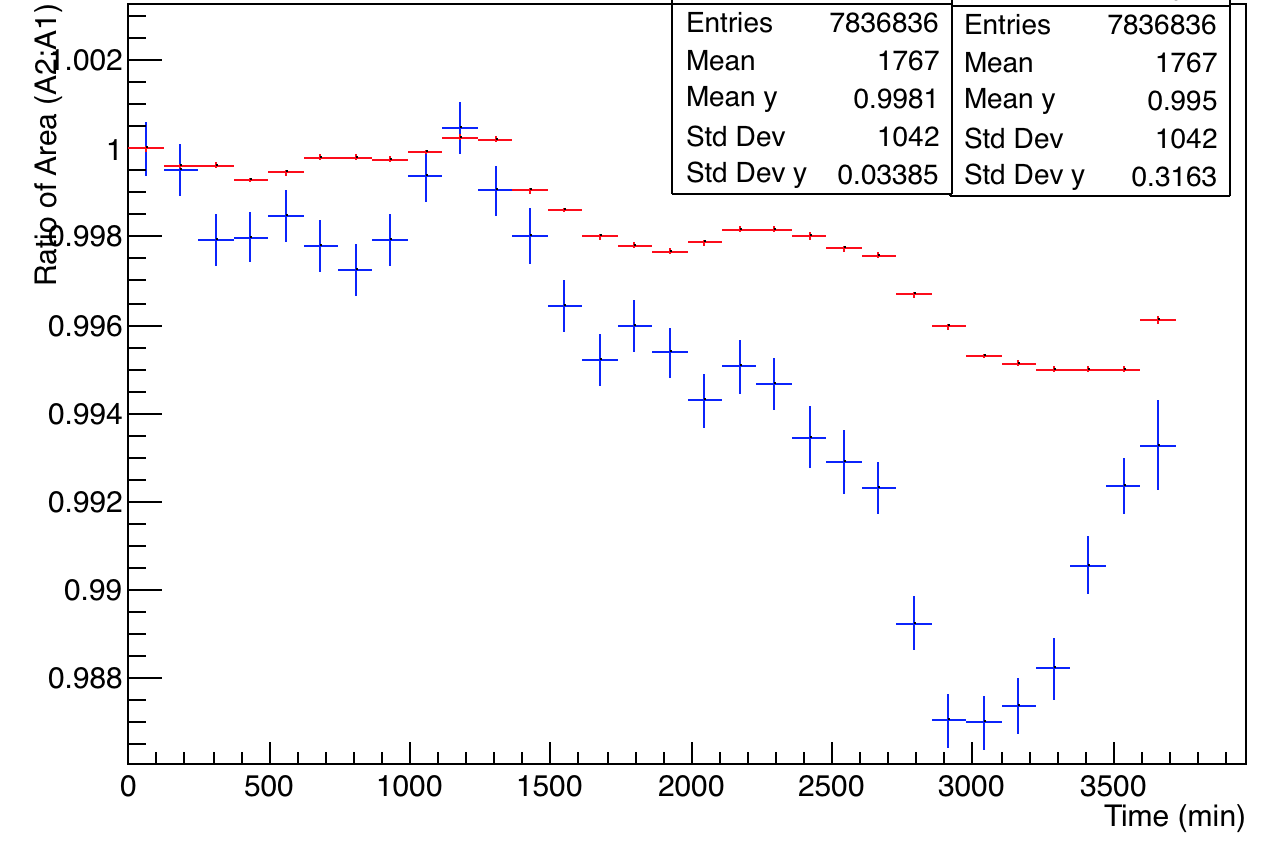 Entries 7836836
Mean 1767
Mean y 0.9981
Std Dev 1042
Std Dev y 0.03385
Entries 7836836
Mean 1767
Mean y 0.995
Std Dev 1042
Std Dev y 0.3163
Ratio of Area (A2:A1)
1.002
1
0.998
0.996
0.994
0.992
0.99
0.988
0 500 1000 1500 2000 2500 3000 3500
Time (min)